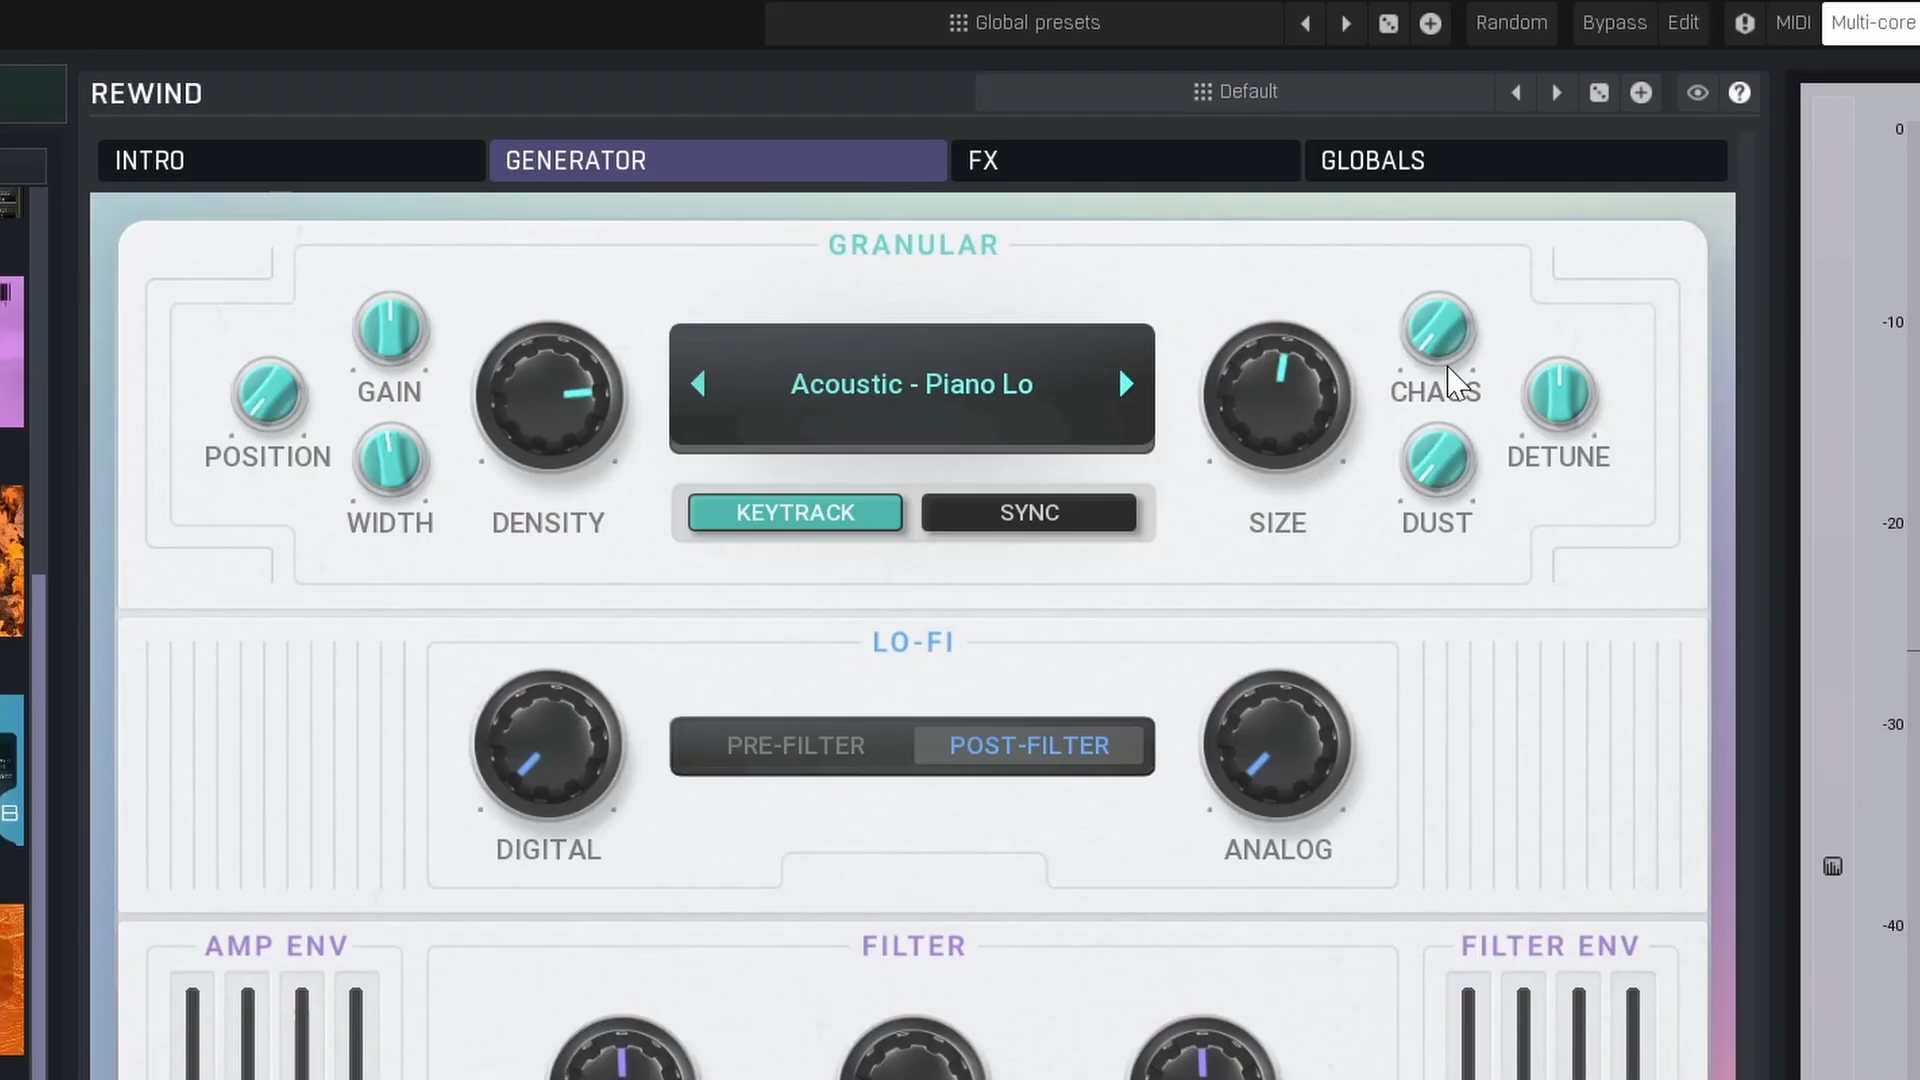 Global presets
Random
Bypass
Edit
MIDI
Multi-core
REWIND
Default
?
INTRO
GENERATOR
FX
GLOBALS
GRANULAR
POSITION
GAIN
WIDTH
DENSITY
Acoustic - Piano Lo
KEYTRACK
SYNC
SIZE
CHAOS
DUST
DETUNE
LO-FI
DIGITAL
PRE-FILTER
POST-FILTER
ANALOG
AMP ENV
FILTER
FILTER ENV
0
-10
-20
-30
-40